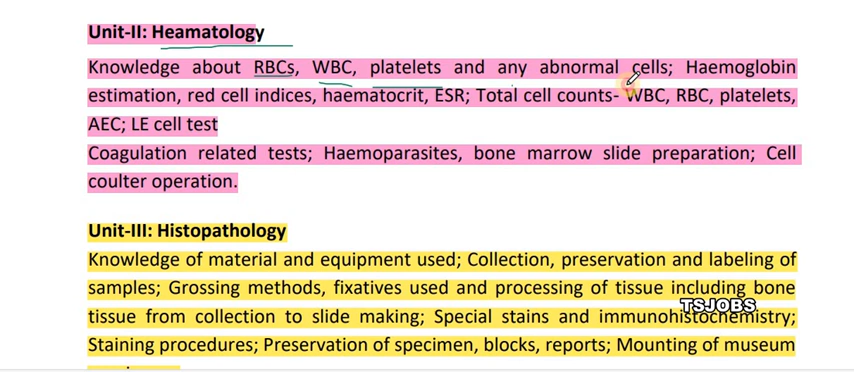 Unit-II: Heamatology
Knowledge about RBCs, WBC, platelets and any abnormal cells; Haemoglobin
estimation, red cell indices, haematocrit, ESR; Total cell counts- WBC, RBC, platelets,
AEC; LE cell test
Coagulation related tests; Haemoparasites, bone marrow slide preparation; Cell
coulter operation.
Unit-III: Histopathology
Knowledge of material and equipment used; Collection, preservation and labeling of
samples; Grossing methods, fixatives used and processing of tissue including bone
TSJOBS
tissue from collection to slide making; Special stains and immunohistochemistry;
Staining procedures; Preservation of specimen, blocks, reports; Mounting of museum